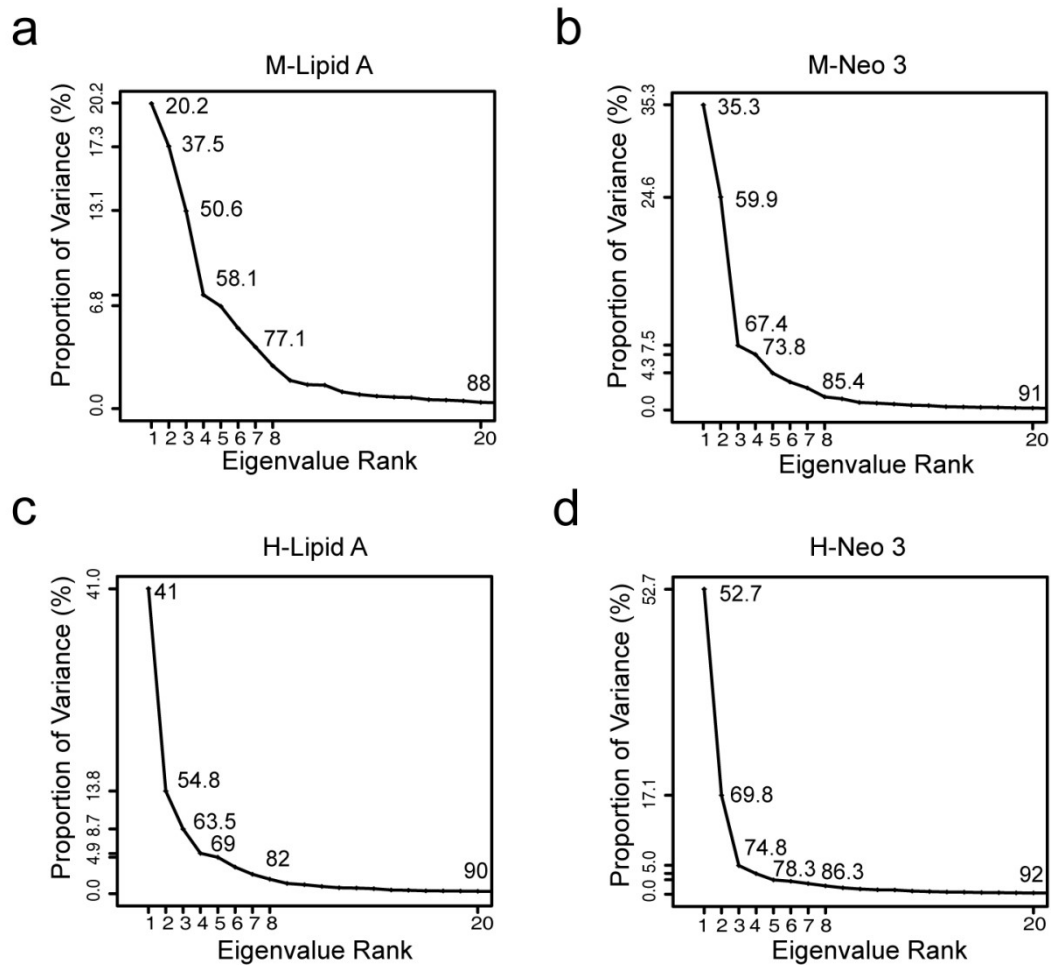 a
M-Lipid A
Proportion of Variance (%)
20.2
17.3
13.1
6.8
0.0
20.2
37.5
50.6
58.1
77.1
88
1 2 3 4 5 6 7 8 20
Eigenvalue Rank
b
M-Neo 3
Proportion of Variance (%)
35.3
24.6
7.5
4.3
0.0
35.3
59.9
67.4
73.8
85.4
91
1 2 3 4 5 6 7 8 20
Eigenvalue Rank
c
H-Lipid A
Proportion of Variance (%)
41.0
13.8
8.7
4.9
0.0
41
54.8
63.5
69
82
90
1 2 3 4 5 6 7 8 20
Eigenvalue Rank
d
H-Neo 3
Proportion of Variance (%)
52.7
17.1
5.0
0.0
52.7
69.8
74.8
78.3
86.3
92
1 2 3 4 5 6 7 8 20
Eigenvalue Rank